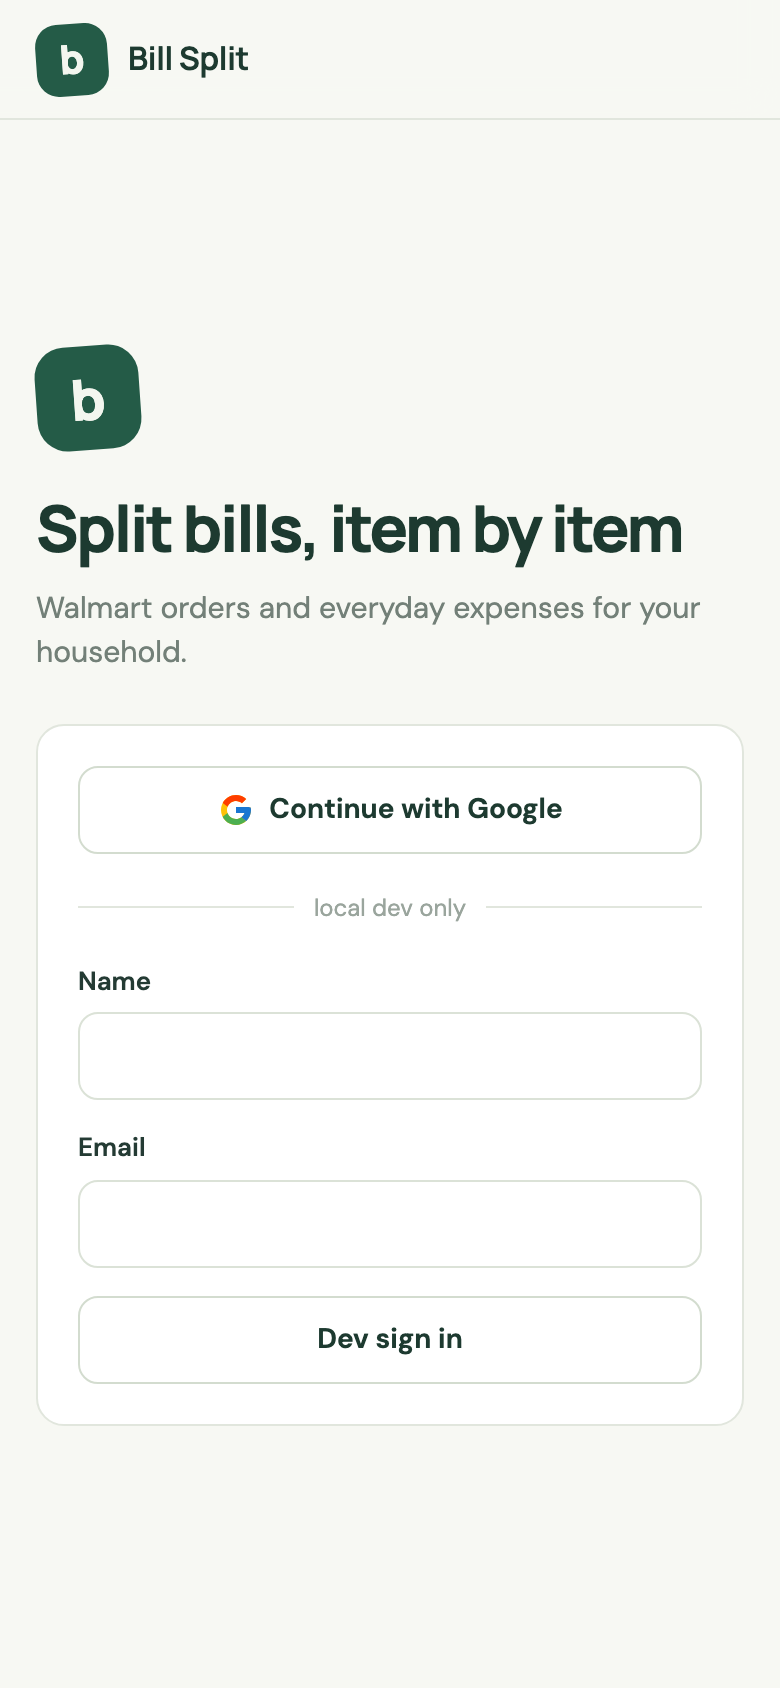 b
Bill Split
b
Split bills, item by item
Walmart orders and everyday expenses for your
household.
Continue with Google
local dev only
Name
Email
Dev sign in